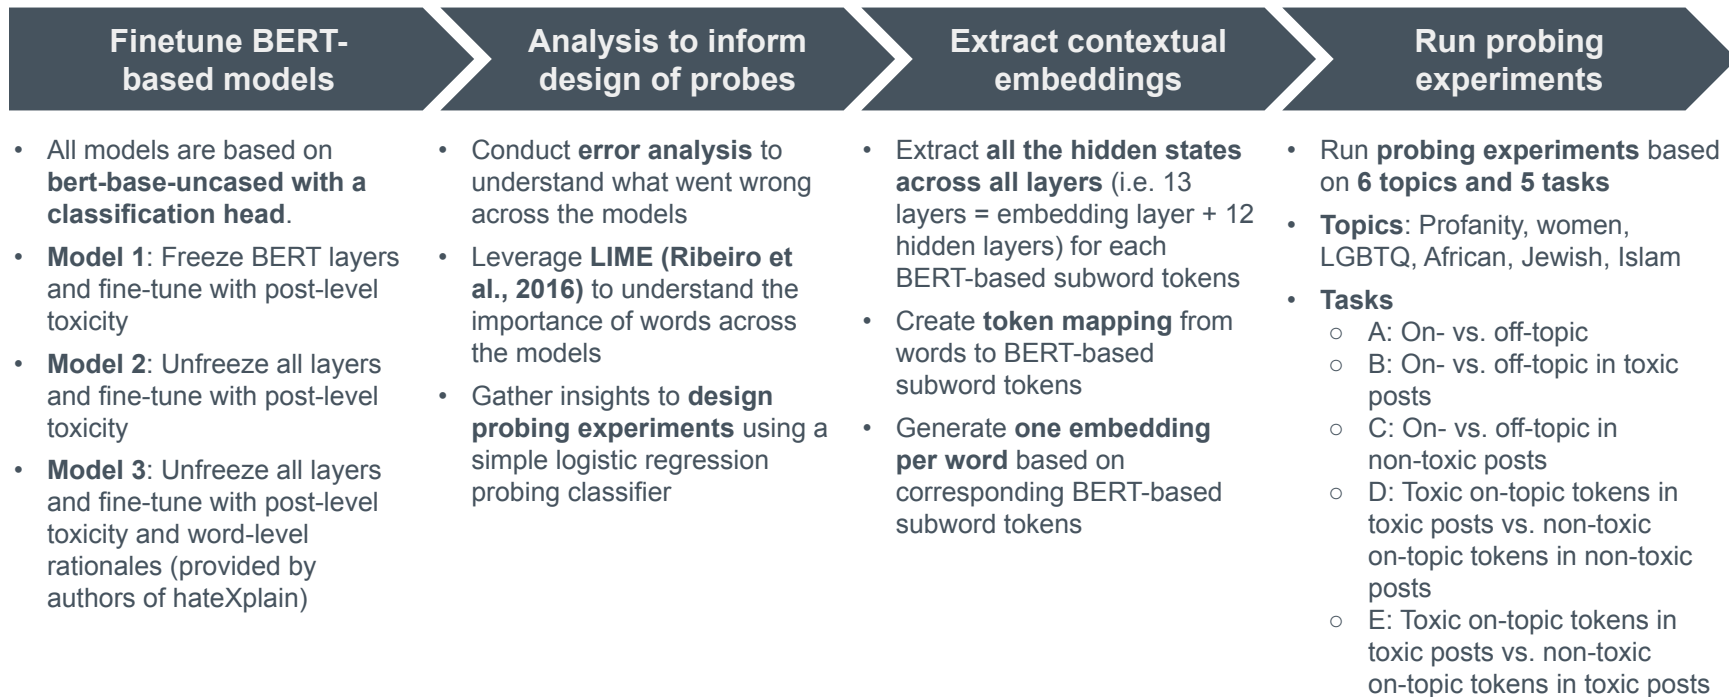 Finetune BERT-
based models
Analysis to inform
design of probes
Extract contextual
embeddings
Run probing
experiments
• All models are based on
bert-base-uncased with a
classification head.
• Model 1: Freeze BERT layers
and fine-tune with post-level
toxicity
• Model 2: Unfreeze all layers
and fine-tune with post-level
toxicity
• Model 3: Unfreeze all layers
and fine-tune with post-level
toxicity and word-level
rationales (provided by
authors of hateXplain)
• Conduct error analysis to
understand what went wrong
across the models
• Leverage LIME (Ribeiro et
al., 2016) to understand the
importance of words across
the models
• Gather insights to design
probing experiments using a
simple logistic regression
probing classifier
• Extract all the hidden states
across all layers (i.e. 13
layers = embedding layer + 12
hidden layers) for each
BERT-based subword tokens
• Create token mapping from
words to BERT-based
subword tokens
• Generate one embedding
per word based on
corresponding BERT-based
subword tokens
• Run probing experiments based
on 6 topics and 5 tasks
• Topics: Profanity, women,
LGBTQ, African, Jewish, Islam
• Tasks
○ A: On- vs. off-topic
○ B: On- vs. off-topic in toxic
posts
○ C: On- vs. off-topic in
non-toxic posts
○ D: Toxic on-topic tokens in
toxic posts vs. non-toxic
on-topic tokens in non-toxic
posts
○ E: Toxic on-topic tokens in
toxic posts vs. non-toxic
on-topic tokens in toxic posts